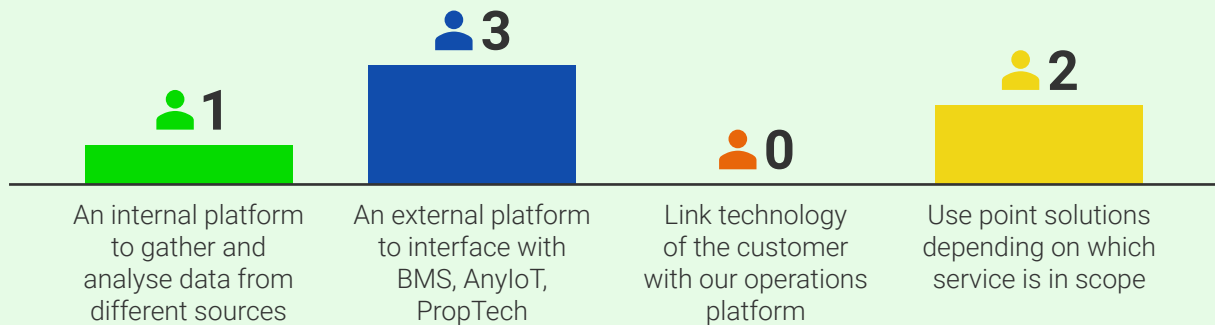 1
3
0
2
An internal platform
to gather and
analyse data from
different sources
An external platform
to interface with
BMS, AnyIoT,
PropTech
Link technology
of the customer
with our operations
platform
Use point solutions
depending on which
service is in scope